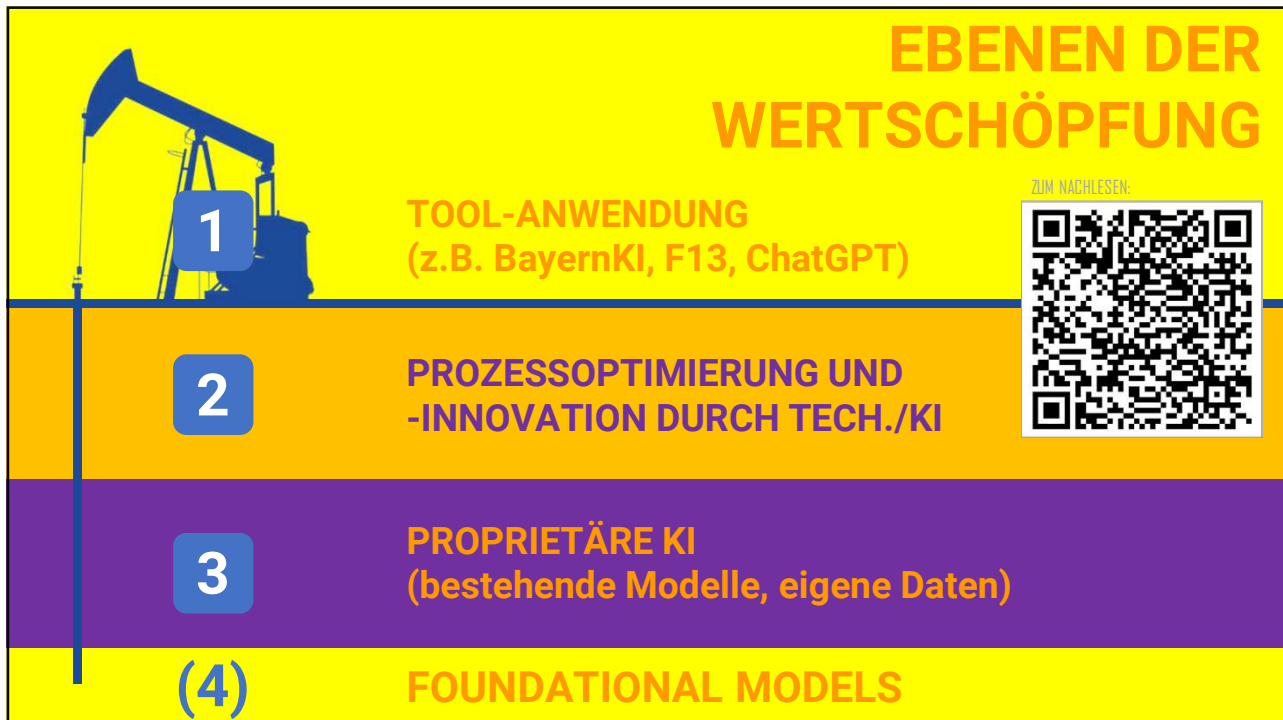 EBENEN DER
WERTSCHÖPFUNG
ZUM NACHLESEN:
1
TOOL-ANWENDUNG
(z.B. BayernKI, F13, ChatGPT)
2
PROZESSOPTIMIERUNG UND
-INNOVATION DURCH TECH./KI
3
PROPRIETÄRE KI
(bestehende Modelle, eigene Daten)
(4)
FOUNDATIONAL MODELS